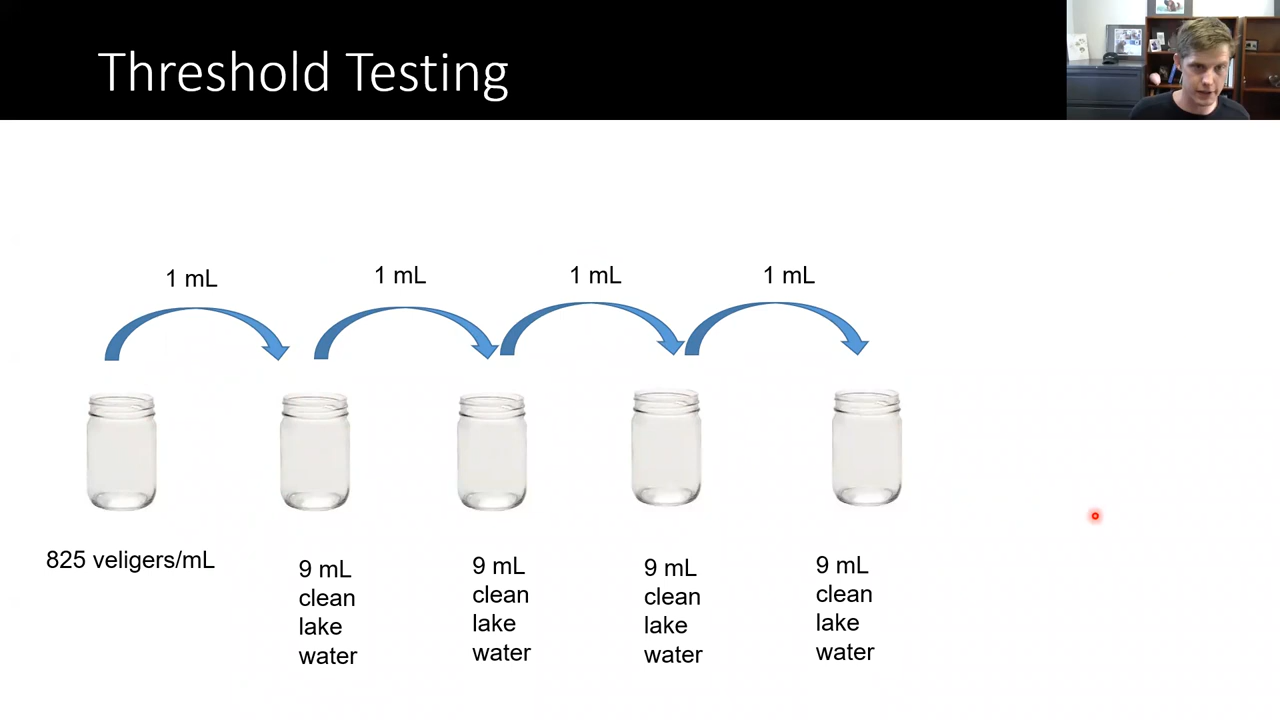 Threshold Testing
1 mL
1 mL
1 mL
1 mL
825 veligers/mL
9 mL
clean
lake
water
9 mL
clean
lake
water
9 mL
clean
lake
water
9 mL
clean
lake
water